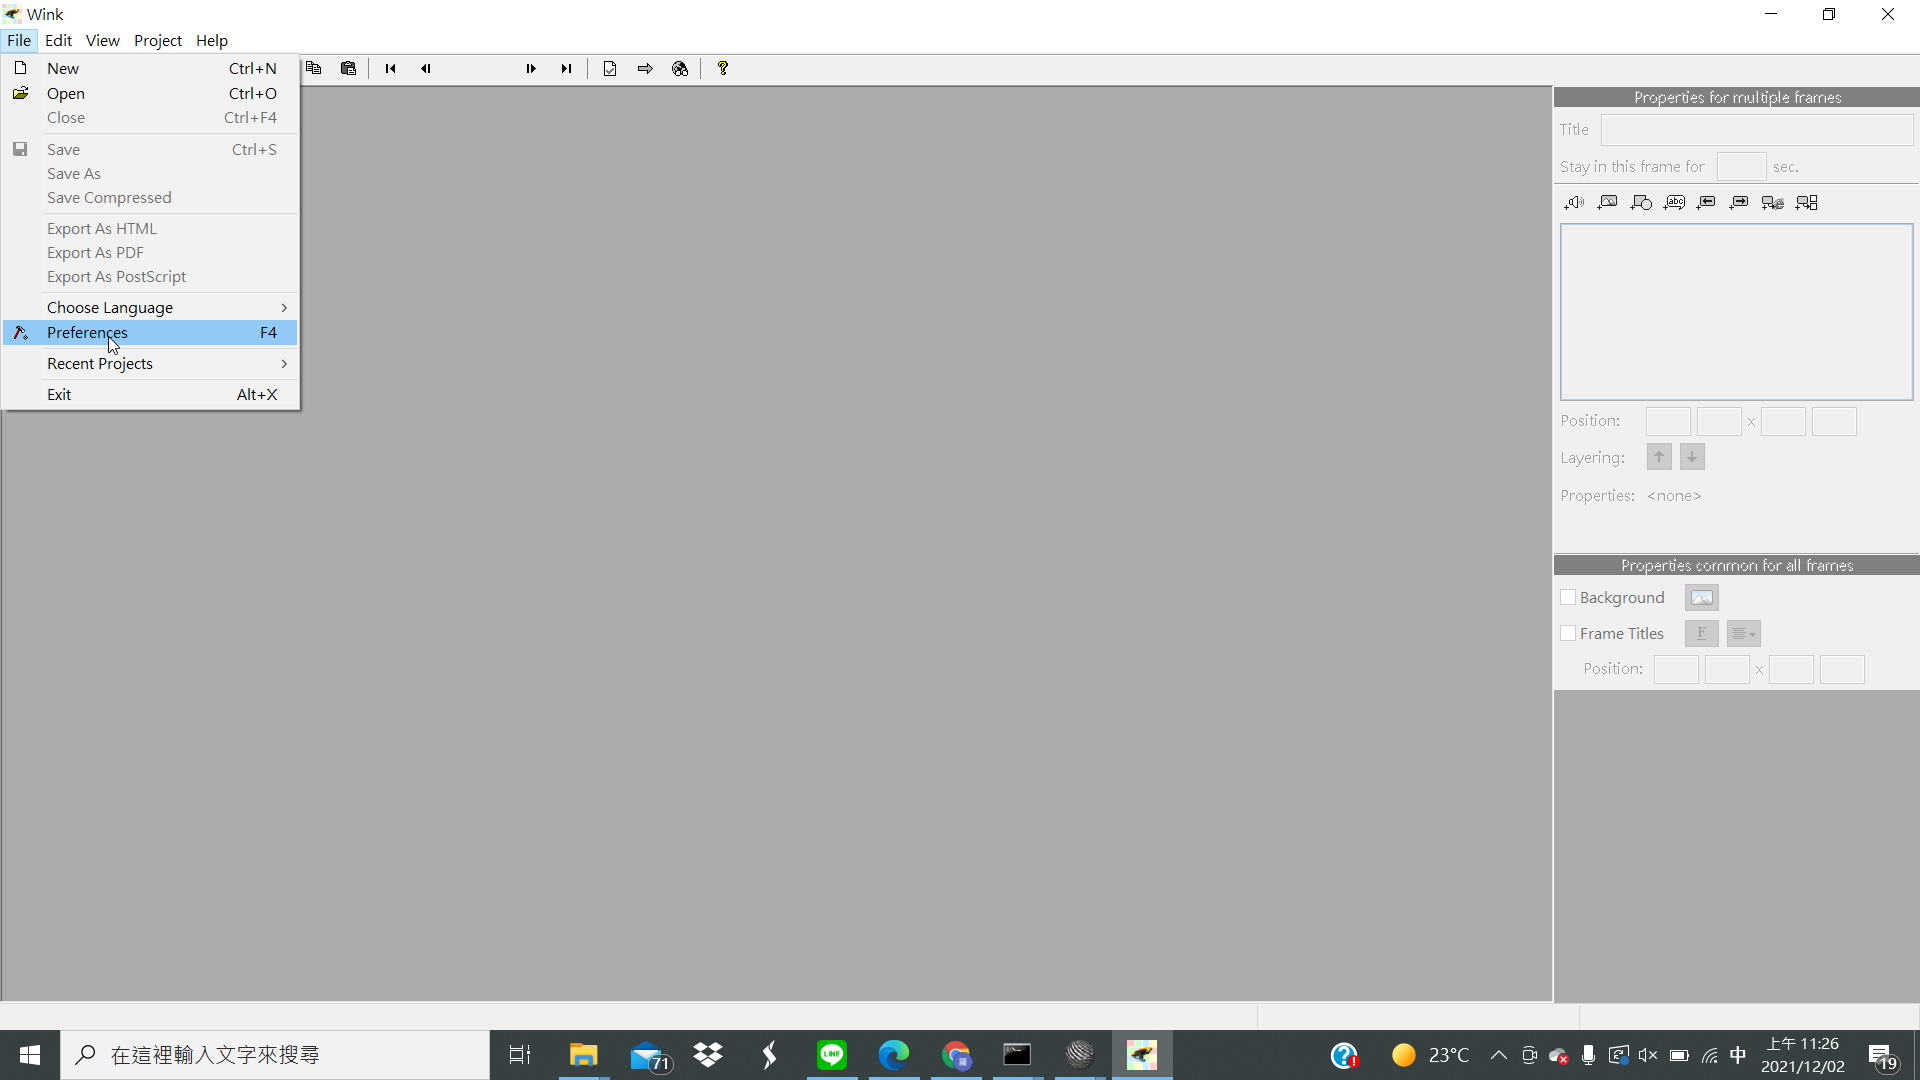 Wink
File Edit View Project Help
New Ctrl+N
Open Ctrl+O
Close Ctrl+F4
Save Ctrl+S
Save As
Save Compressed
Export As HTML
Export As PDF
Export As PostScript
Choose Language
Preferences F4
Recent Projects
Exit Alt+X
Properties for multiple frames
Title
Stay in this frame for sec.
abc
Position: x
Layering:
Properties: <none>
Properties common for all frames
Background
Frame Titles F
Position: x
在這裡輸入文字來搜尋
71
LINE
23°C
中
上午 11:26
2021/12/02
19